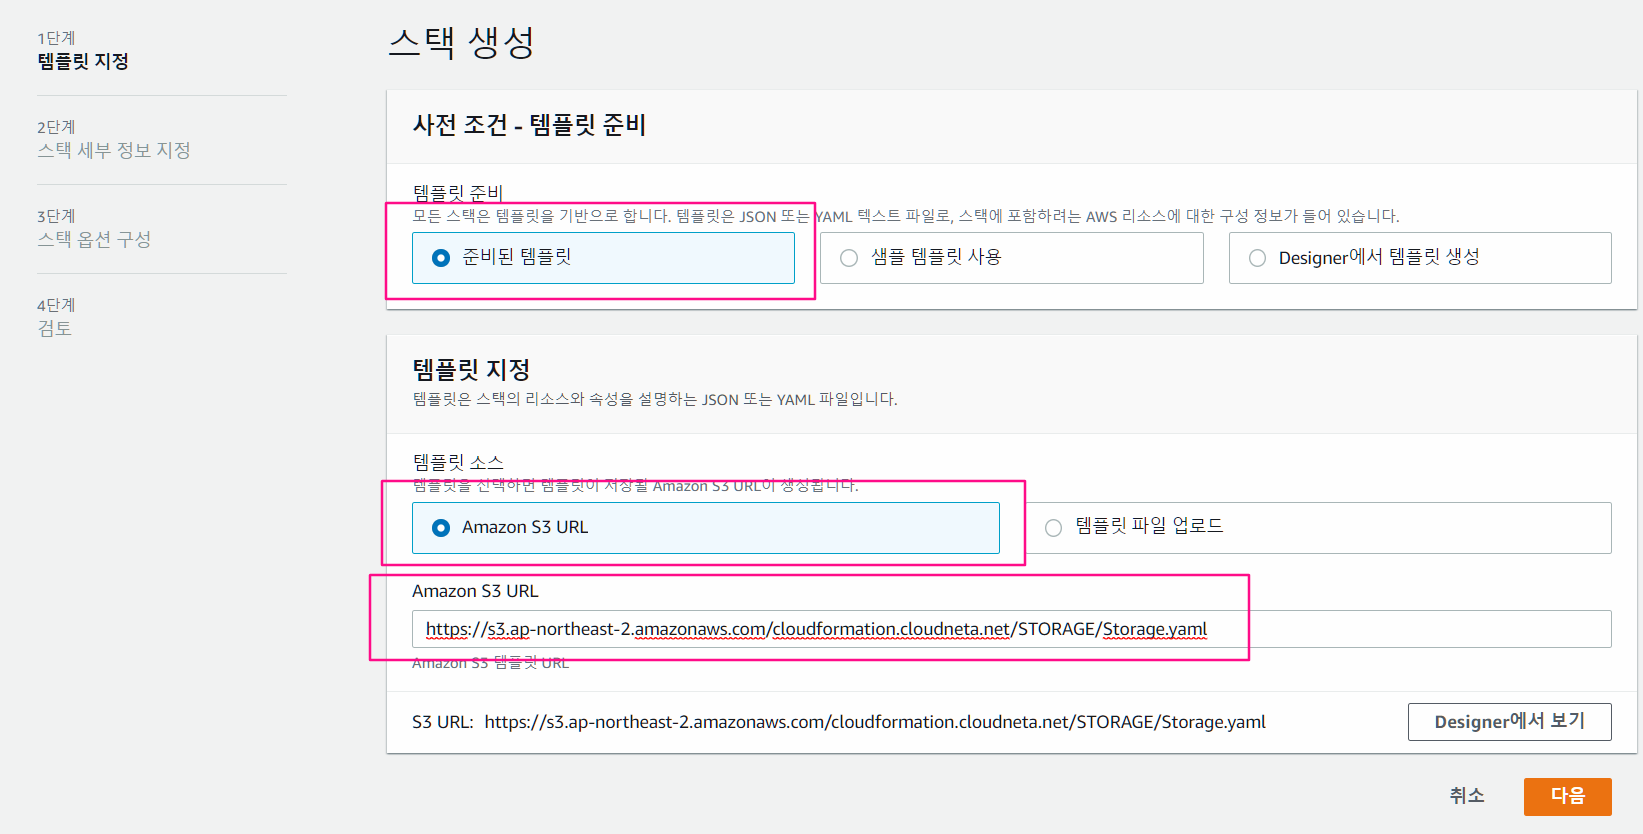 1단계
템플릿 지정
2단계
스택 세부 정보 지정
3단계
스택 옵션 구성
4단계
검토
스택 생성
사전 조건 - 템플릿 준비
템플릿 준비
모든 스택은 템플릿을 기반으로 합니다. 템플릿은 JSON 또는 YAML 텍스트 파일로, 스택에 포함하려는 AWS 리소스에 대한 구성 정보가 들어 있습니다.
준비된 템플릿
샘플 템플릿 사용
Designer에서 템플릿 생성
템플릿 지정
템플릿은 스택의 리소스와 속성을 설명하는 JSON 또는 YAML 파일입니다.
템플릿 소스
템플릿을 선택하면 템플릿이 저장될 Amazon S3 URL이 생성됩니다.
Amazon S3 URL
템플릿 파일 업로드
Amazon S3 URL
https://s3.ap-northeast-2.amazonaws.com/cloudformation.cloudneta.net/STORAGE/Storage.yaml
Amazon S3 템플릿 URL
S3 URL: https://s3.ap-northeast-2.amazonaws.com/cloudformation.cloudneta.net/STORAGE/Storage.yaml
Designer에서 보기
취소
다음